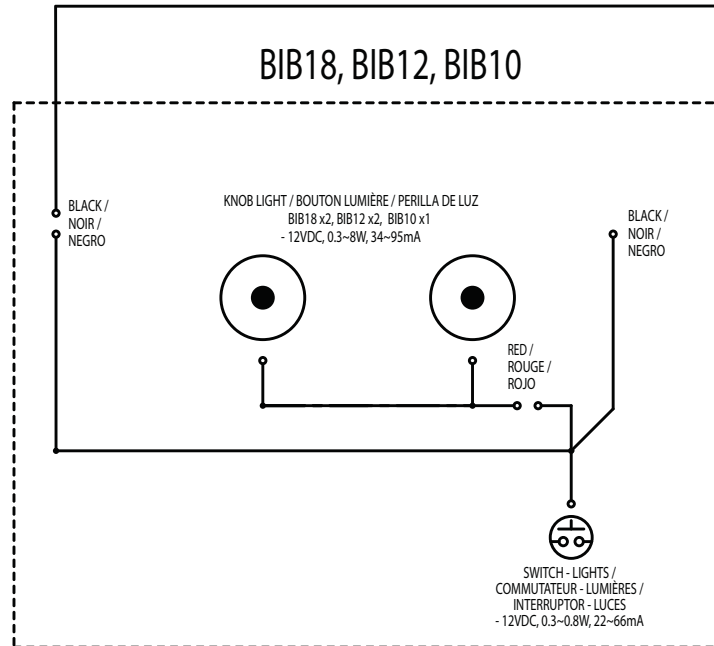 BIB18, BIB12, BIB10
KNOB LIGHT / BOUTON LUMIÈRE / PERILLA DE LUZ
BIB18 x2, BIB12 x2, BIB10 x1
- 12VDC, 0.3~8W, 34~95mA
BLACK /
NOIR /
NEGRO
BLACK /
NOIR /
NEGRO
RED /
ROUGE /
ROJO
SWITCH - LIGHTS /
COMMUTATEUR - LUMIÈRES /
INTERRUPTOR - LUCES
- 12VDC, 0.3~0.8W, 22~66mA